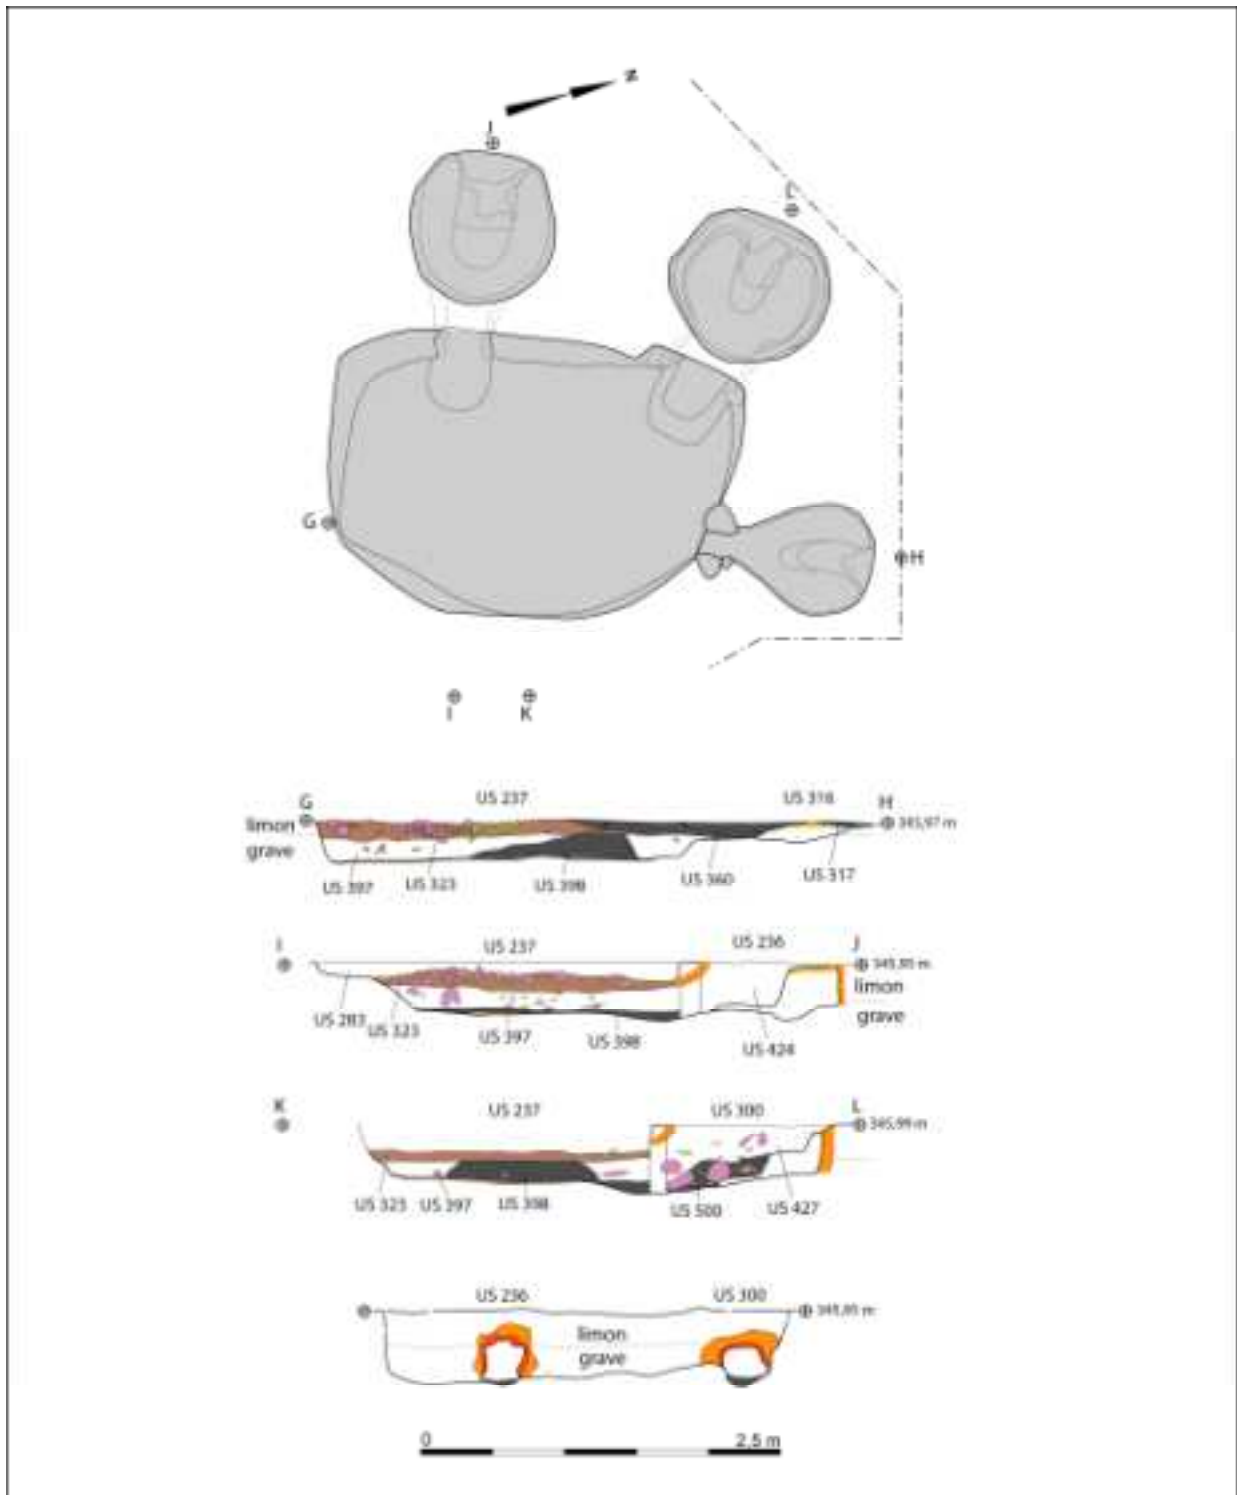 N
J
L
G
H
I
K
US 237 US 316
G H
limon 345,97 m
grave
US 397 US 323 US 398 US 360 US 317
I US 237 US 236 J
345,95 m
limon
grave
US 283 US 323 US 397 US 398 US 424
K US 237 US 300 L
345,99 m
US 323 US 397 US 398 US 500 US 427
US 236 US 300
345,95 m
limon
grave
0 2,5 m